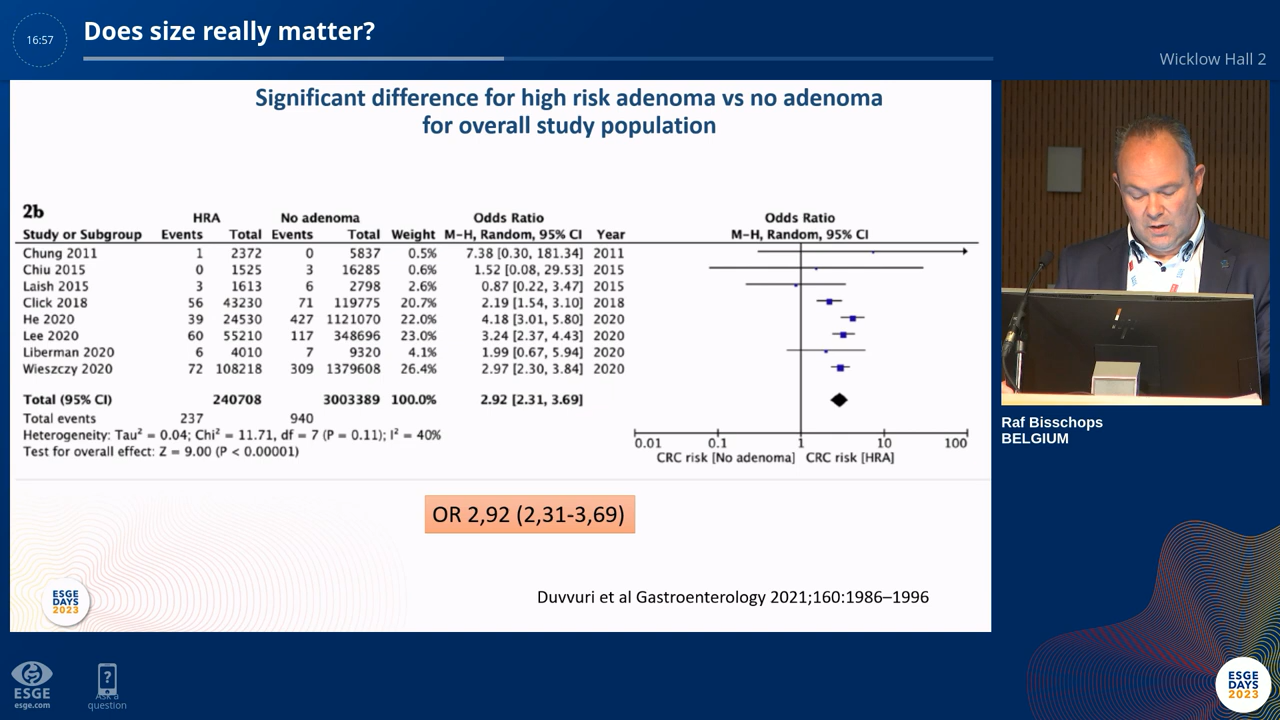 16:57
Does size really matter?
Wicklow Hall 2
Significant difference for high risk adenoma vs no adenoma
for overall study population
2b
HRA No adenoma Odds Ratio Odds Ratio
Study or Subgroup Events Total Events Total Weight M-H, Random, 95% CI Year M-H, Random, 95% CI
Chung 2011 1 2372 0 5837 0.5% 7.38 [0.30, 181.34] 2011
Chiu 2015 0 1525 3 16285 0.6% 1.52 [0.08, 29.53] 2015
Laish 2015 3 1613 6 2798 2.6% 0.87 [0.22, 3.47] 2015
Click 2018 56 43230 71 119775 20.7% 2.19 [1.54, 3.10] 2018
He 2020 39 24530 427 1121070 22.0% 4.18 [3.01, 5.80] 2020
Lee 2020 60 55210 117 348696 23.0% 3.24 [2.37, 4.43] 2020
Liberman 2020 6 4010 7 9320 4.1% 1.99 [0.67, 5.94] 2020
Wieszczy 2020 72 108218 309 1379608 26.4% 2.97 [2.30, 3.84] 2020
Total (95% CI) 240708 3003389 100.0% 2.92 [2.31, 3.69]
Total events 237 940
Heterogeneity: Tau² = 0.04; Chi² = 11.71, df = 7 (P = 0.11); I² = 40%
Test for overall effect: Z = 9.00 (P < 0.00001)
0.01 0.1 1 10 100
CRC risk [No adenoma] CRC risk [HRA]
OR 2,92 (2,31-3,69)
Duvvuri et al Gastroenterology 2021;160:1986–1996
ESGE
DAYS
2023
Raf Bisschops
BELGIUM
ESGE
esge.com
?
Ask a
question
ESGE
DAYS
2023